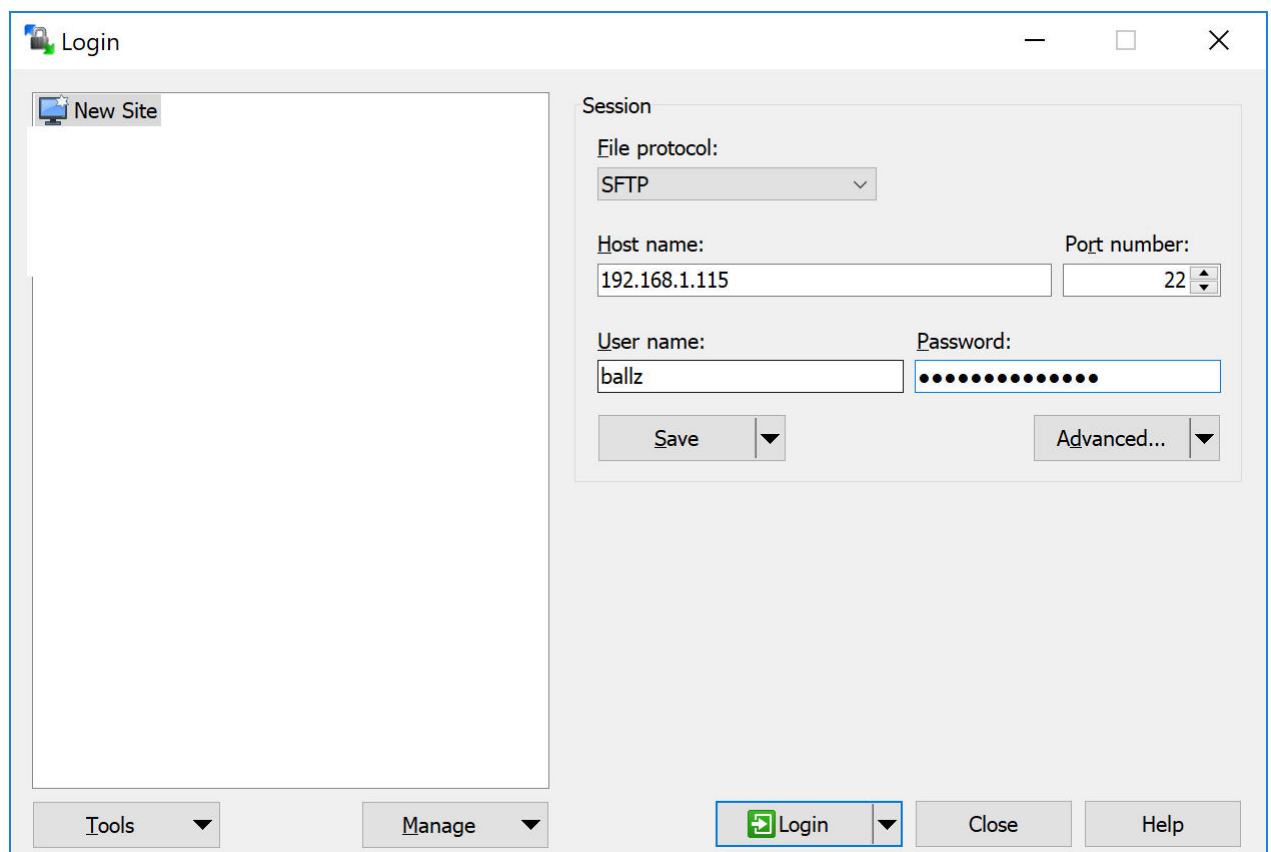 Login
New Site
Session
File protocol:
SFTP
Host name: Port number:
192.168.1.115 22
User name: Password:
ballz ••••••••••••••
Save Advanced...
Tools Manage Login Close Help